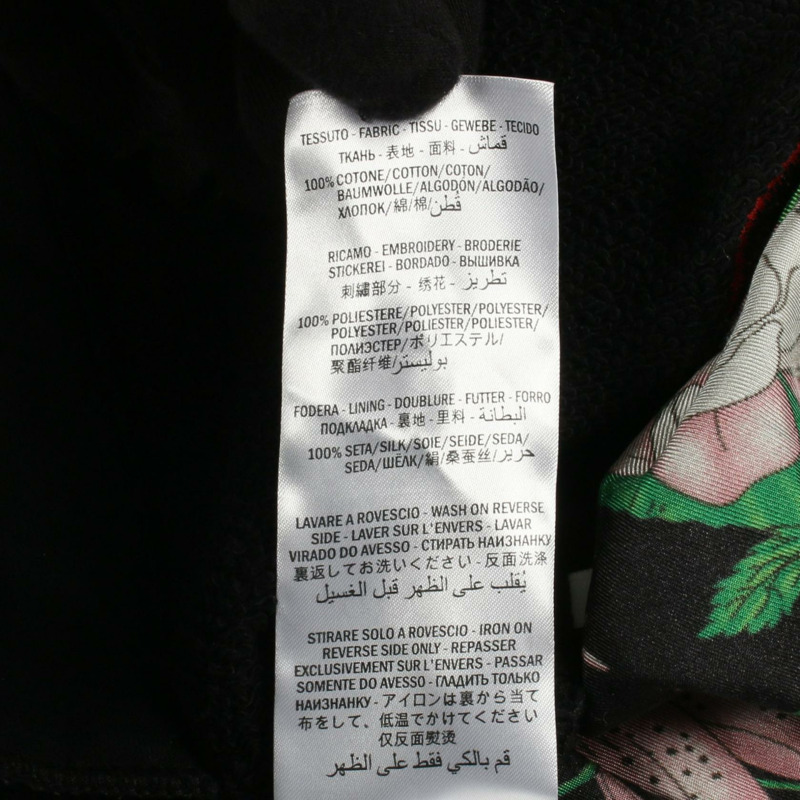 TESSUTO - FABRIC - TISSU - GEWEBE - TECIDO
ТКАНЬ - 表地 - 面料 - قماش
100% COTONE/COTTON/COTON/
BAUMWOLLE/ALGODÓN/ALGODÃO/
ХЛОПОК/綿/棉/قُطن
RICAMO - EMBROIDERY - BRODERIE
STICKEREI - BORDADO - ВЫШИВКА
刺繍部分 - 绣花 - تطريز
100% POLIESTERE/POLYESTER/POLYESTER/
POLYESTER/POLIESTER/POLIESTER/
ПОЛИЭСТЕР/ポリエステル/
聚酯纤维/بوليستر
FODERA - LINING - DOUBLURE - FUTTER - FORRO
ПОДКЛАДКА - 裏地 - 里料 - البطانة
100% SETA/SILK/SOIE/SEIDE/SEDA/
SEDA/ШЁЛК/絹/桑蚕丝/حرير
LAVARE A ROVESCIO - WASH ON REVERSE
SIDE - LAVER SUR L'ENVERS - LAVAR
VIRADO DO AVESSO - СТИРАТЬ НАИЗНАНКУ
裏返してお洗いください - 反面洗涤
يُقلب على الظهر قبل الغسيل
STIRARE SOLO A ROVESCIO - IRON ON
REVERSE SIDE ONLY - REPASSER
EXCLUSIVEMENT SUR L'ENVERS - PASSAR
SOMENTE DO AVESSO - ГЛАДИТЬ ТОЛЬКО
НАИЗНАНКУ - アイロンは裏から当て
布をして、低温でかけてください
仅反面熨烫
قم بالكي فقط على الظهر